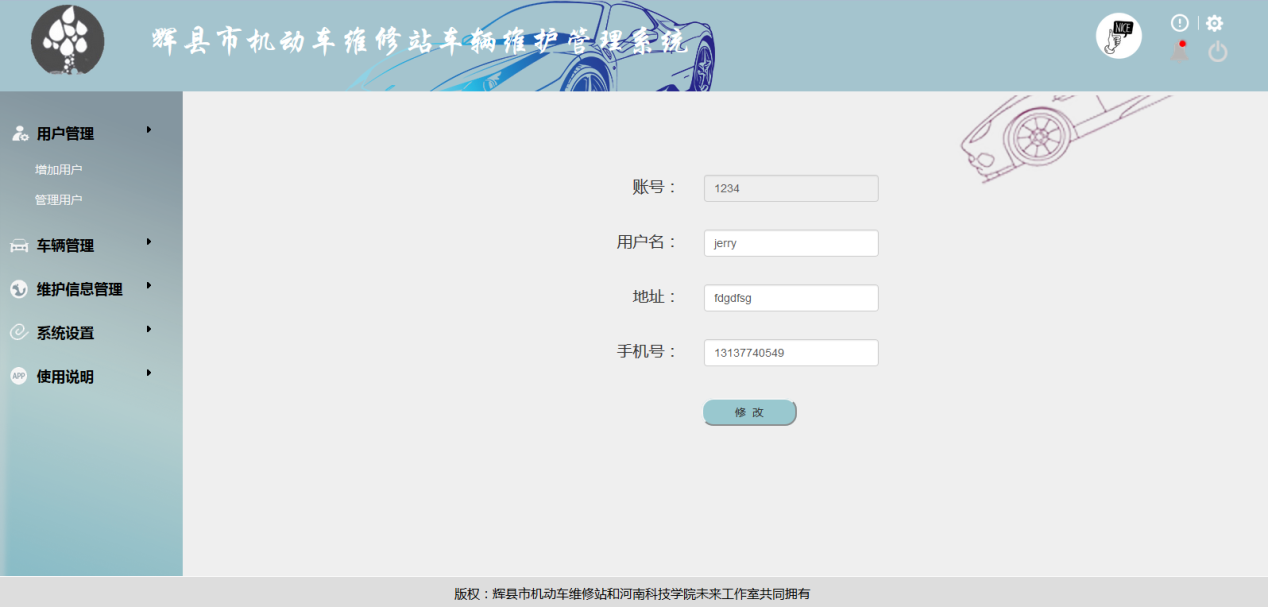 辉县市机动车维修站车辆维护管理系统
NICE
用户管理
增加用户
管理用户
车辆管理
维护信息管理
系统设置
APP 使用说明
账号： 1234
用户名： jerry
地址： fdgdfsg
手机号： 13137740549
修 改
版权：辉县市机动车维修站和河南科技学院未来工作室共同拥有